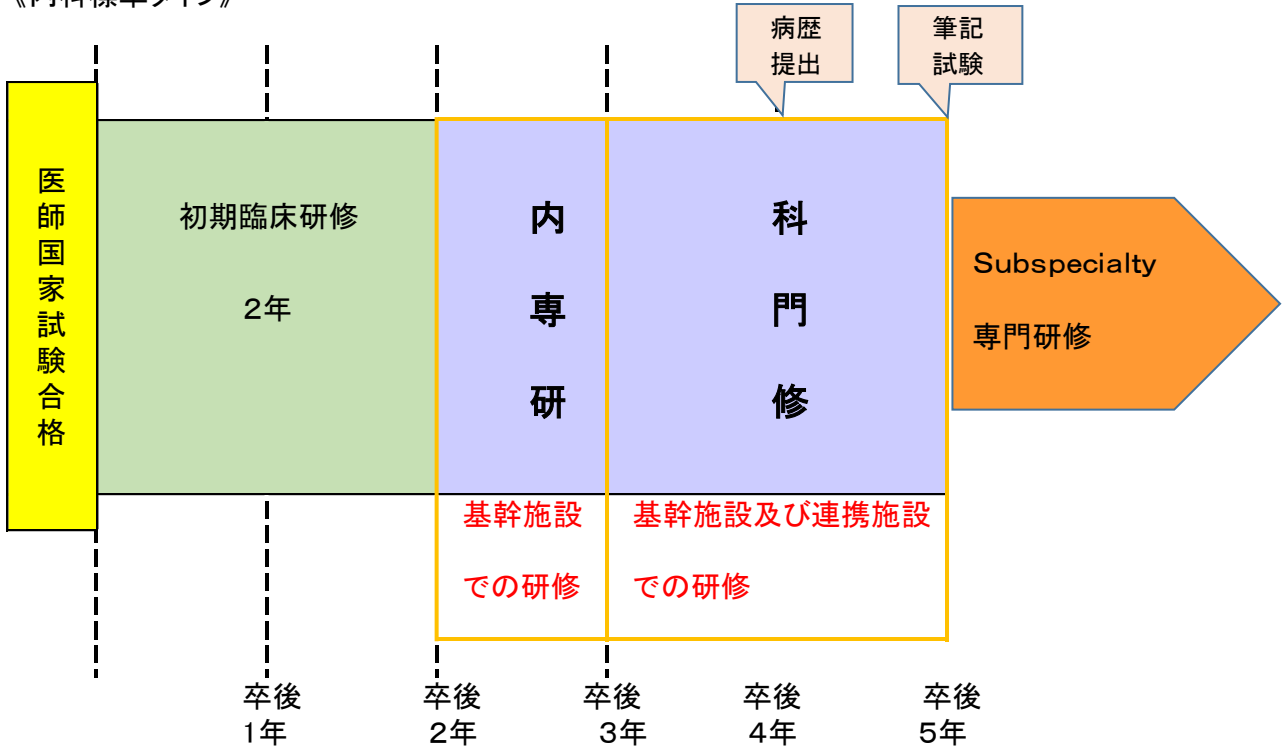 病歴
提出
筆記
試験
医師国家試験合格
初期臨床研修
２年
内 科
専 門
研 修
Subspecialty
専門研修
基幹施設
での研修
基幹施設及び連携施設
での研修
卒後
１年
卒後
２年
卒後
３年
卒後
４年
卒後
５年